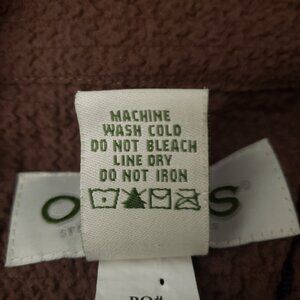 MACHINE
WASH COLD
DO NOT BLEACH
LINE DRY
DO NOT IRON